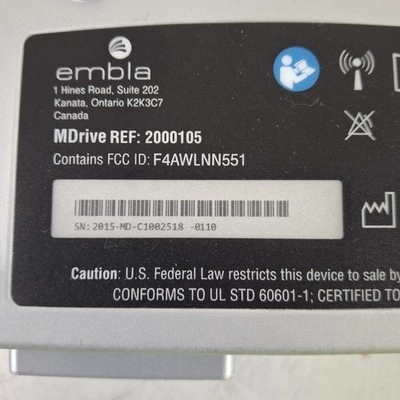 embla
1 Hines Road, Suite 202
Kanata, Ontario K2K3C7
Canada
MDrive REF: 2000105
Contains FCC ID: F4AWLNN551
SN: 2015-MD-C1002518 -0110
Caution: U.S. Federal Law restricts this device to sale by
CONFORMS TO UL STD 60601-1; CERTIFIED TO